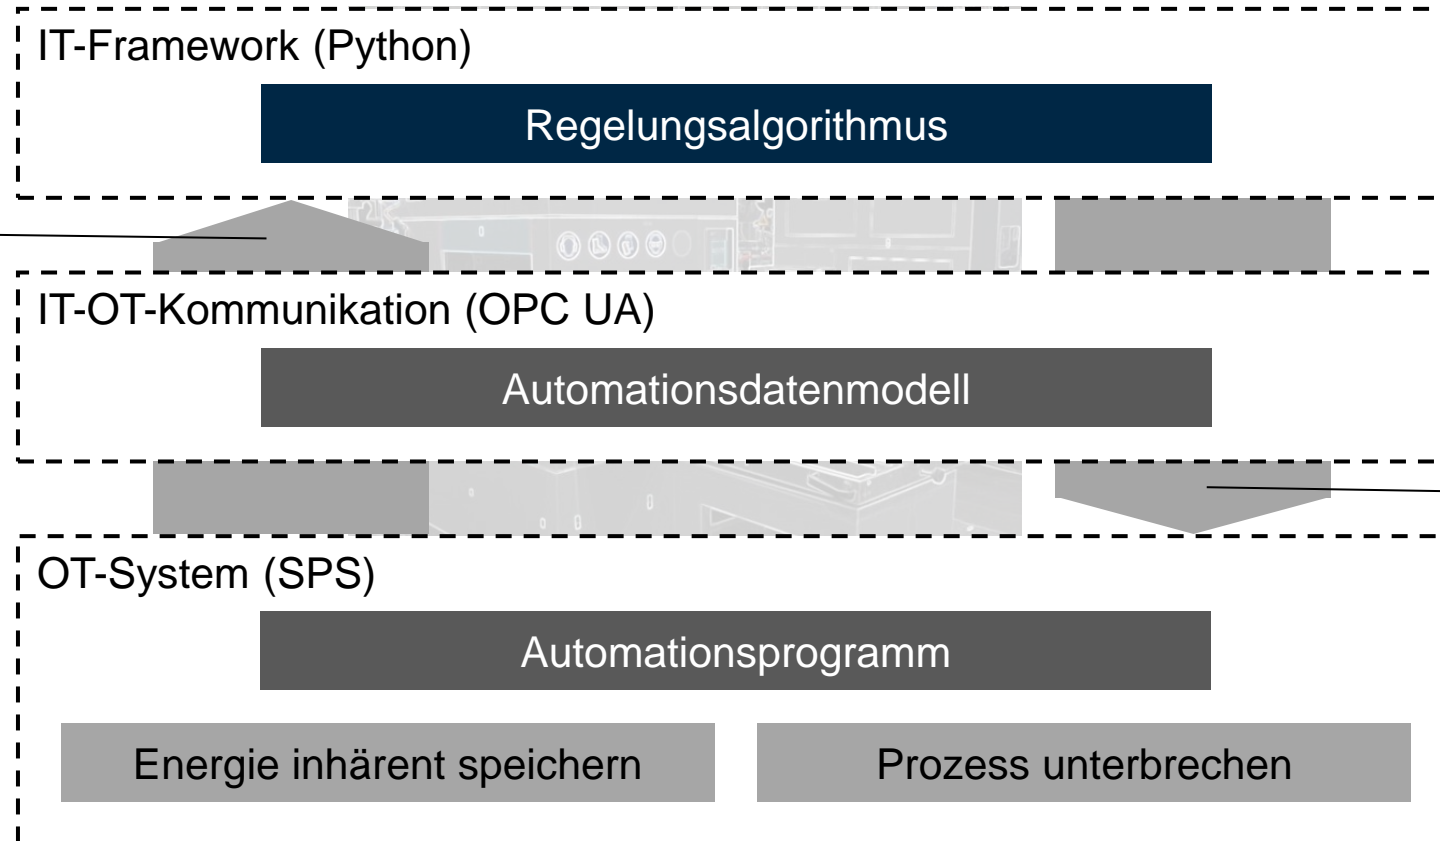 IT-Framework (Python)
Regelungsalgorithmus
IT-OT-Kommunikation (OPC UA)
Automationsdatenmodell
OT-System (SPS)
Automationsprogramm
Energie inhärent speichern
Prozess unterbrechen